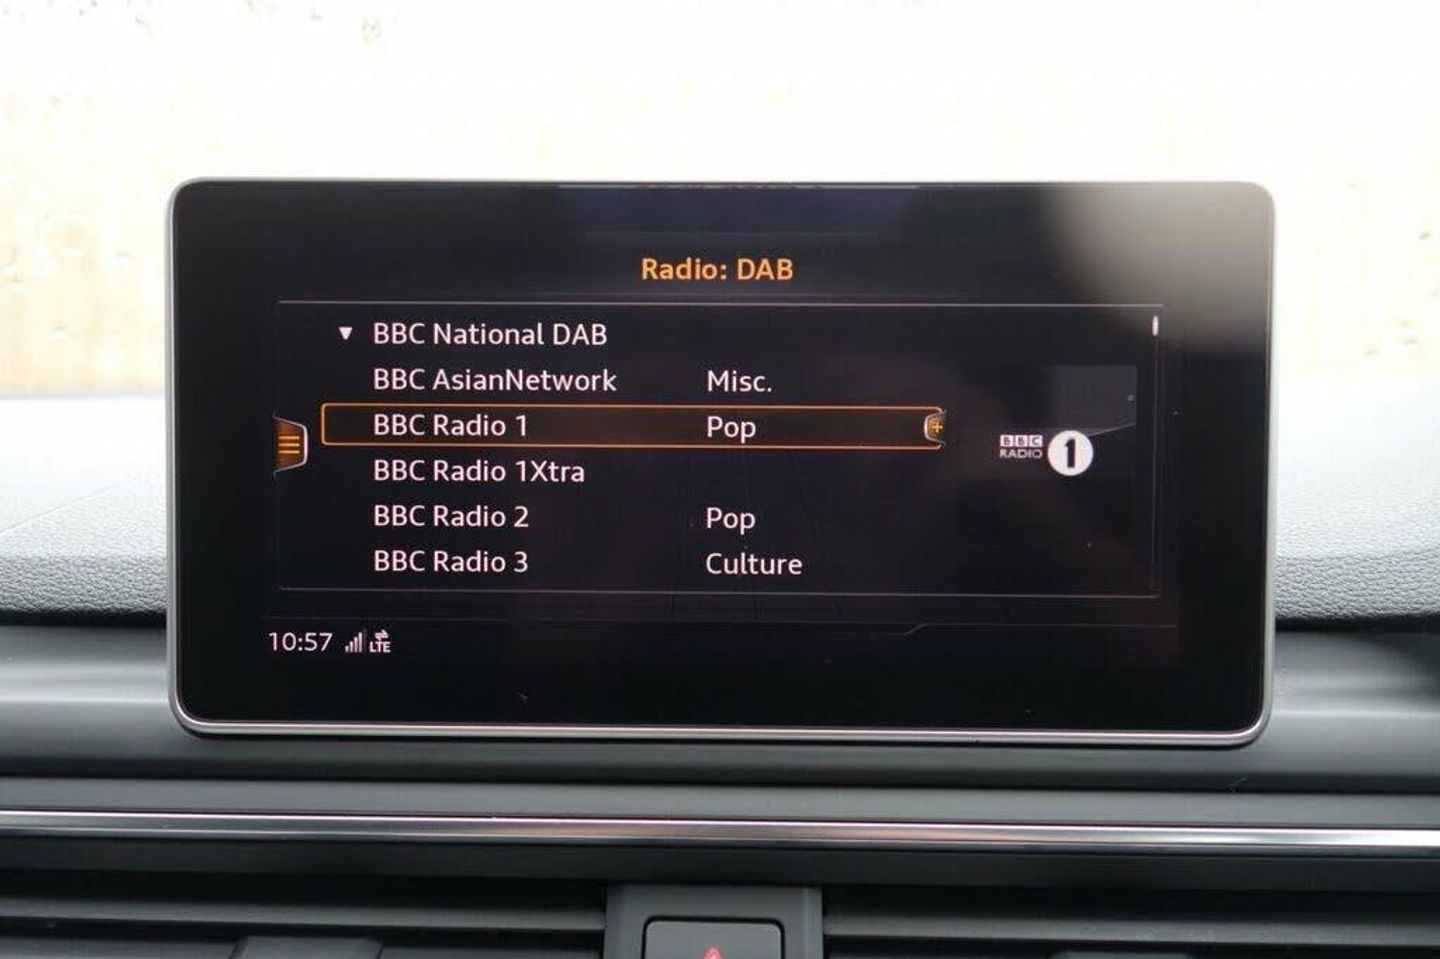 Radio: DAB
BBC National DAB
BBC AsianNetwork Misc.
BBC Radio 1 Pop
BBC Radio 1Xtra
BBC Radio 2 Pop
BBC Radio 3 Culture
BBC
RADIO 1
10:57 LTE